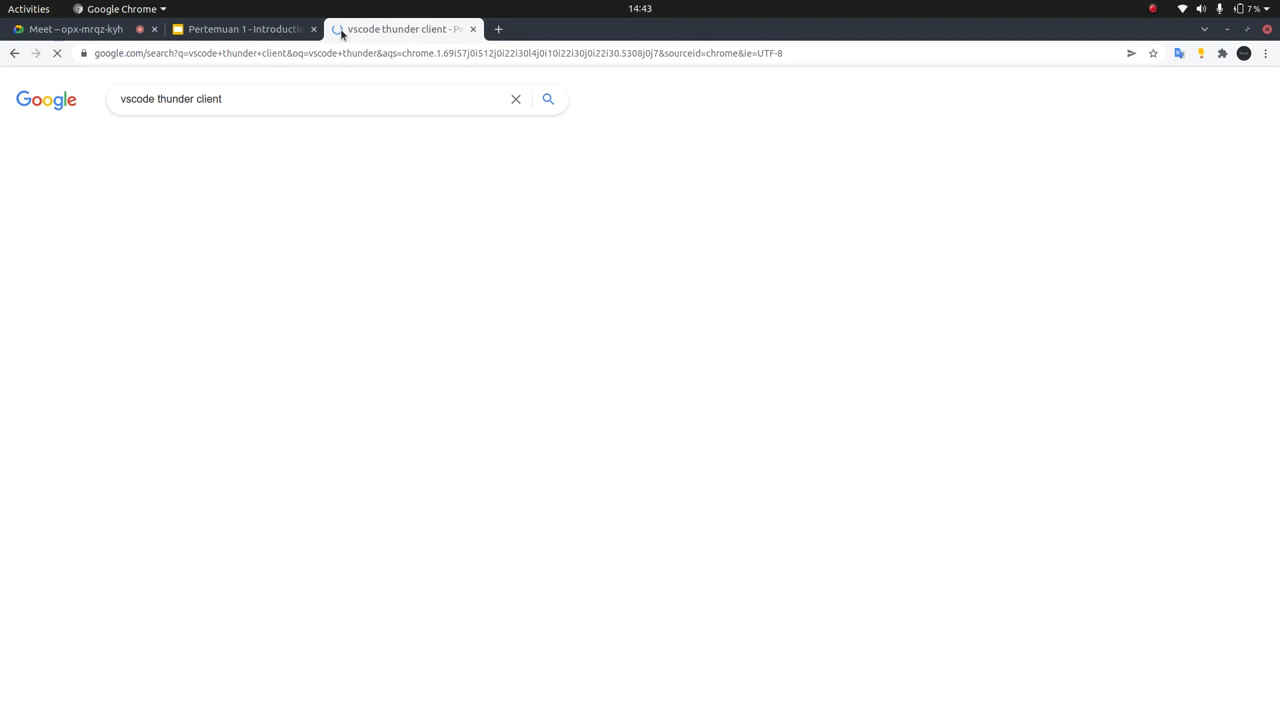 Activities
Google Chrome
14:43
7 %
Meet – opx-mrqz-kyh
Pertemuan 1 - Introductio
vscode thunder client - Pe
google.com/search?q=vscode+thunder+client&oq=vscode+thunder&aqs=chrome.1.69i57j0i512j0i22i30l4j0i10i22i30j0i22i30.5308j0j7&sourceid=chrome&ie=UTF-8
Google
vscode thunder client